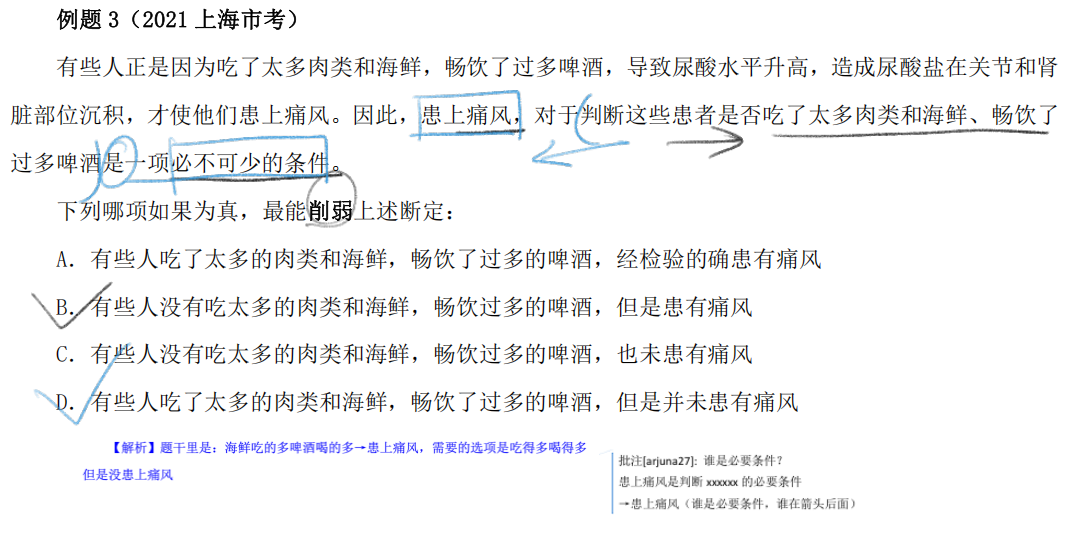 例题 3（2021 上海市考）
有些人正是因为吃了太多肉类和海鲜，畅饮了过多啤酒，导致尿酸水平升高，造成尿酸盐在关节和肾
脏部位沉积，才使他们患上痛风。因此，患上痛风，对于判断这些患者是否吃了太多肉类和海鲜、畅饮了
过多啤酒是一项必不可少的条件。
下列哪项如果为真，最能削弱上述断定：
A．有些人吃了太多的肉类和海鲜，畅饮了过多的啤酒，经检验的确患有痛风
B．有些人没有吃太多的肉类和海鲜，畅饮过多的啤酒，但是患有痛风
C．有些人没有吃太多的肉类和海鲜，畅饮过多的啤酒，也未患有痛风
D．有些人吃了太多的肉类和海鲜，畅饮了过多的啤酒，但是并未患有痛风
【解析】题干里是：海鲜吃的多啤酒喝的多→患上痛风，需要的选项是吃得多喝得多
但是没患上痛风
批注[arjuna27]: 谁是必要条件？
患上痛风是判断 xxxxxx 的必要条件
→患上痛风（谁是必要条件，谁在箭头后面）